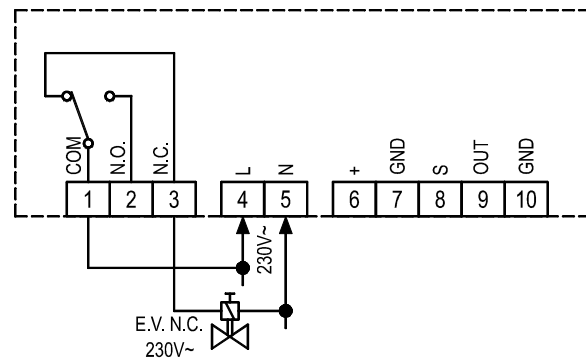 COM N.O. N.C. L N + GND S OUT GND
1 2 3 4 5 6 7 8 9 10
230V~
E.V. N.C.
230V~